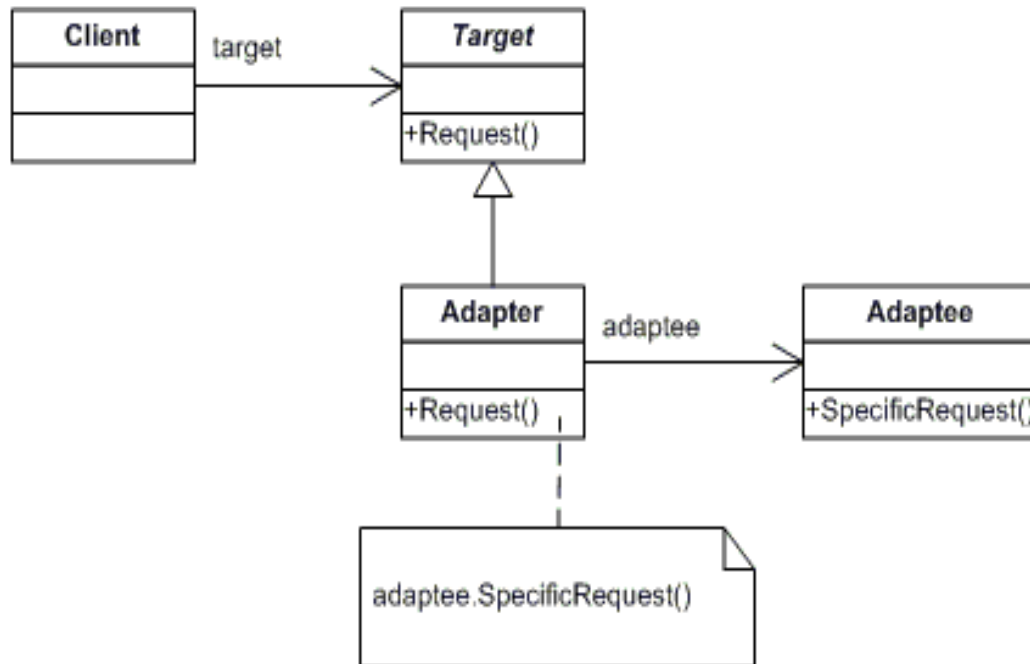 Client
target
Target
+Request()
Adapter
adaptee
Adaptee
+Request()
+SpecificRequest()
adaptee.SpecificRequest()